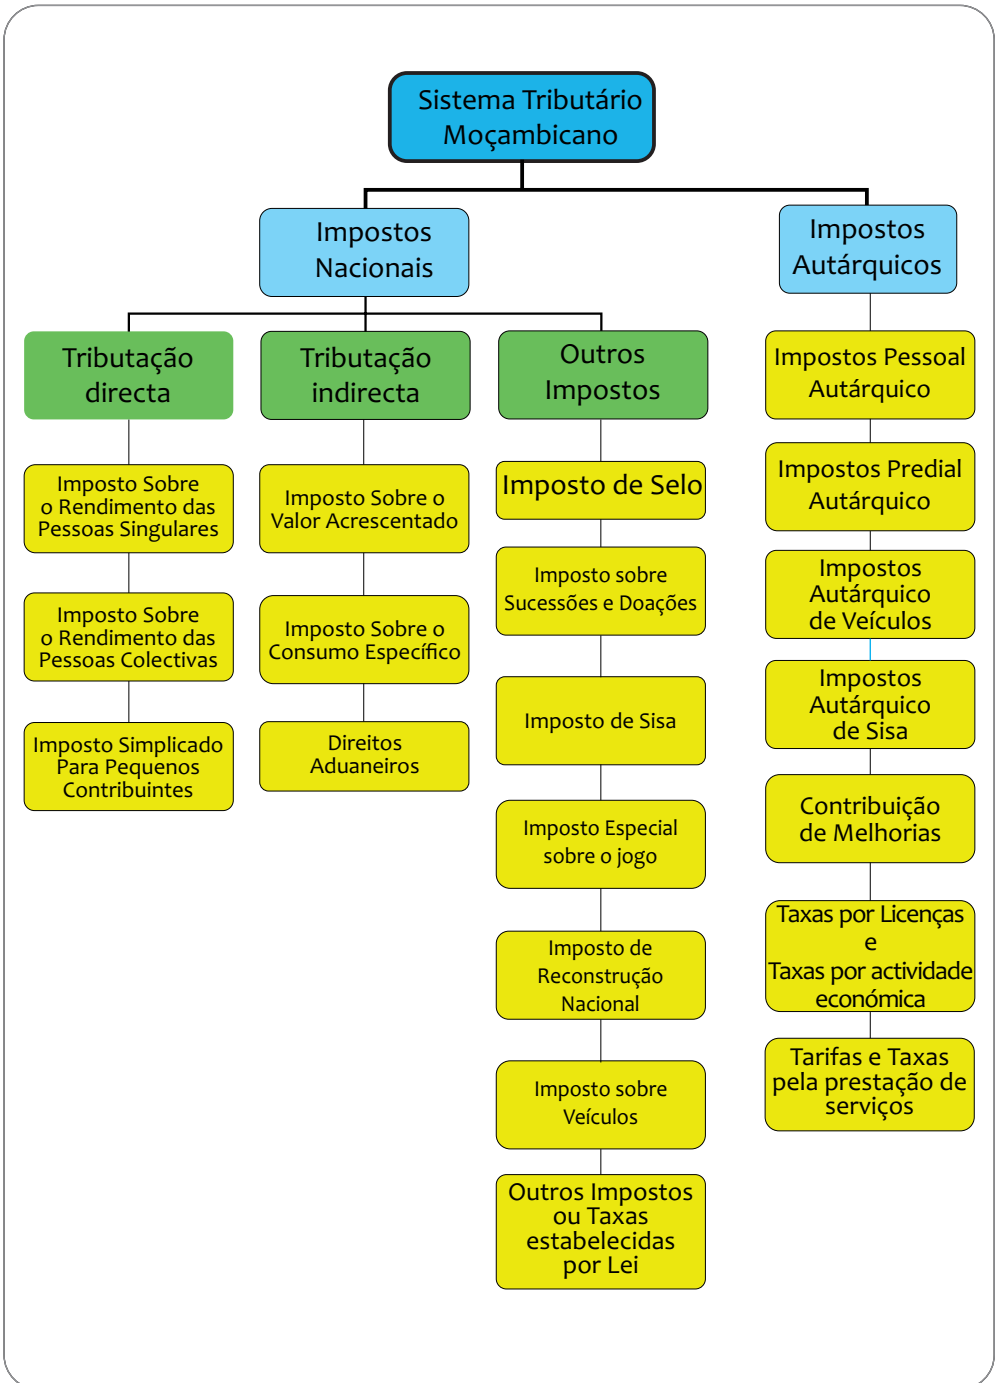 Sistema Tributário
Moçambicano
Impostos
Nacionais
Impostos
Autárquicos
Tributação
directa
Imposto Sobre
o Rendimento das
Pessoas Singulares
Imposto Sobre
o Rendimento das
Pessoas Colectivas
Imposto Simplicado
Para Pequenos
Contribuintes
Tributação
indirecta
Imposto Sobre o
Valor Acrescentado
Imposto Sobre o
Consumo Específico
Direitos
Aduaneiros
Outros
Impostos
Imposto de Selo
Imposto sobre
Sucessões e Doações
Imposto de Sisa
Imposto Especial
sobre o jogo
Imposto de
Reconstrução
Nacional
Imposto sobre
Veículos
Outros Impostos
ou Taxas
estabelecidas
por Lei
Impostos Pessoal
Autárquico
Impostos Predial
Autárquico
Impostos
Autárquico
de Veículos
Impostos
Autárquico
de Sisa
Contribuição
de Melhorias
Taxas por Licenças
e
Taxas por actividade
económica
Tarifas e Taxas
pela prestação de
serviços